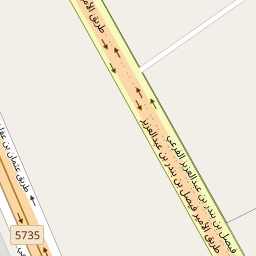 طريق الأمير
طريق الأمير فيصل بن بندر بن عبدالعزيز
فيصل بن بندر بن عبدالعزيز الفرعي
طريق عثمان بن عفان
5735